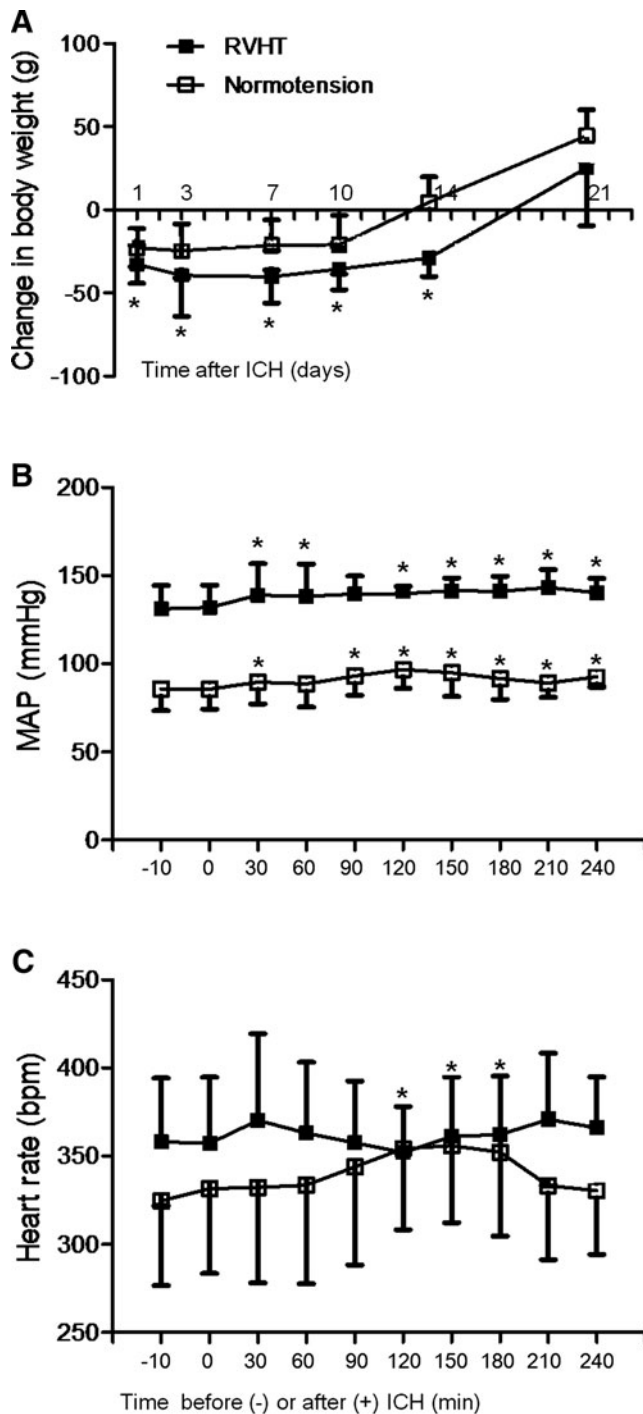 A
Change in body weight (g)
100
50
0
-50
-100
RVHT
Normotension
1 3 7 10 14 21
* * * * *
Time after ICH (days)
B
MAP (mmHg)
200
150
100
50
0
* * * * * * *
* * * * * * *
-10 0 30 60 90 120 150 180 210 240
C
Heart rate (bpm)
450
400
350
300
250
* * *
-10 0 30 60 90 120 150 180 210 240
Time before (-) or after (+) ICH (min)